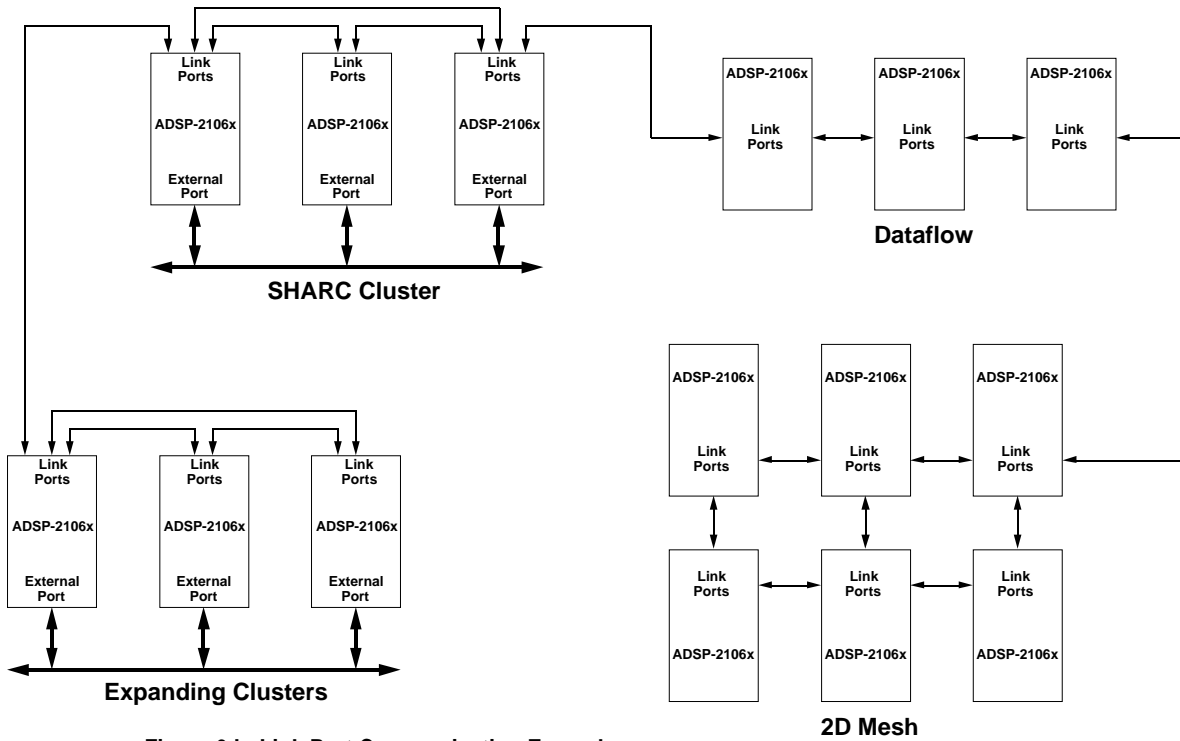 Link
Ports
ADSP-2106x
External
Port
Link
Ports
ADSP-2106x
External
Port
Link
Ports
ADSP-2106x
External
Port
SHARC Cluster
ADSP-2106x
Link
Ports
ADSP-2106x
Link
Ports
ADSP-2106x
Link
Ports
Dataflow
Link
Ports
ADSP-2106x
External
Port
Link
Ports
ADSP-2106x
External
Port
Link
Ports
ADSP-2106x
External
Port
Expanding Clusters
ADSP-2106x
Link
Ports
ADSP-2106x
Link
Ports
ADSP-2106x
Link
Ports
Link
Ports
ADSP-2106x
Link
Ports
ADSP-2106x
Link
Ports
ADSP-2106x
2D Mesh
Figure Link Port Communication